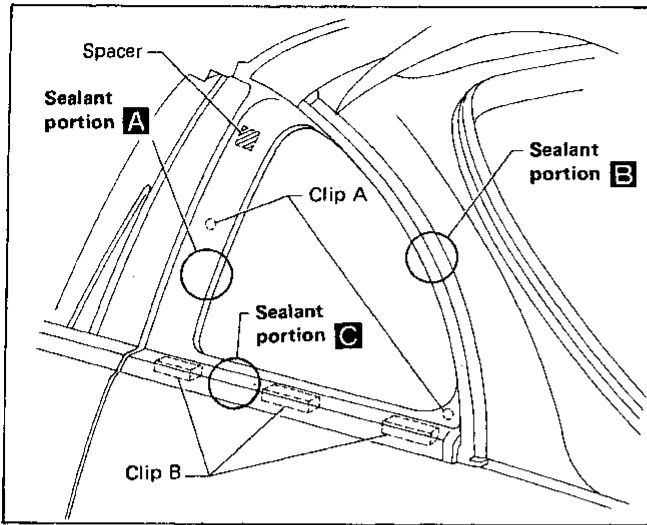 Spacer
Sealant
portion A
Sealant
portion B
Clip A
Sealant
portion C
Clip B